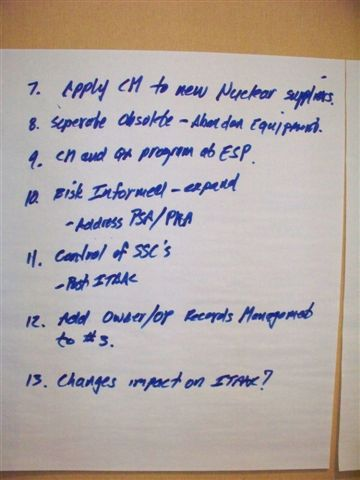 7. Apply CM to new Nuclear suppliers.
8. Seperate Obsolete - Abandon Equipment.
9. CM and QA program at ESP.
10. Risk Informed - expand
- Address PSA/PRA
11. Control of SSC's
- Post ITAAC
12. Add Owner/Op Records Management
to #3.
13. Changes impact on ITAAC?